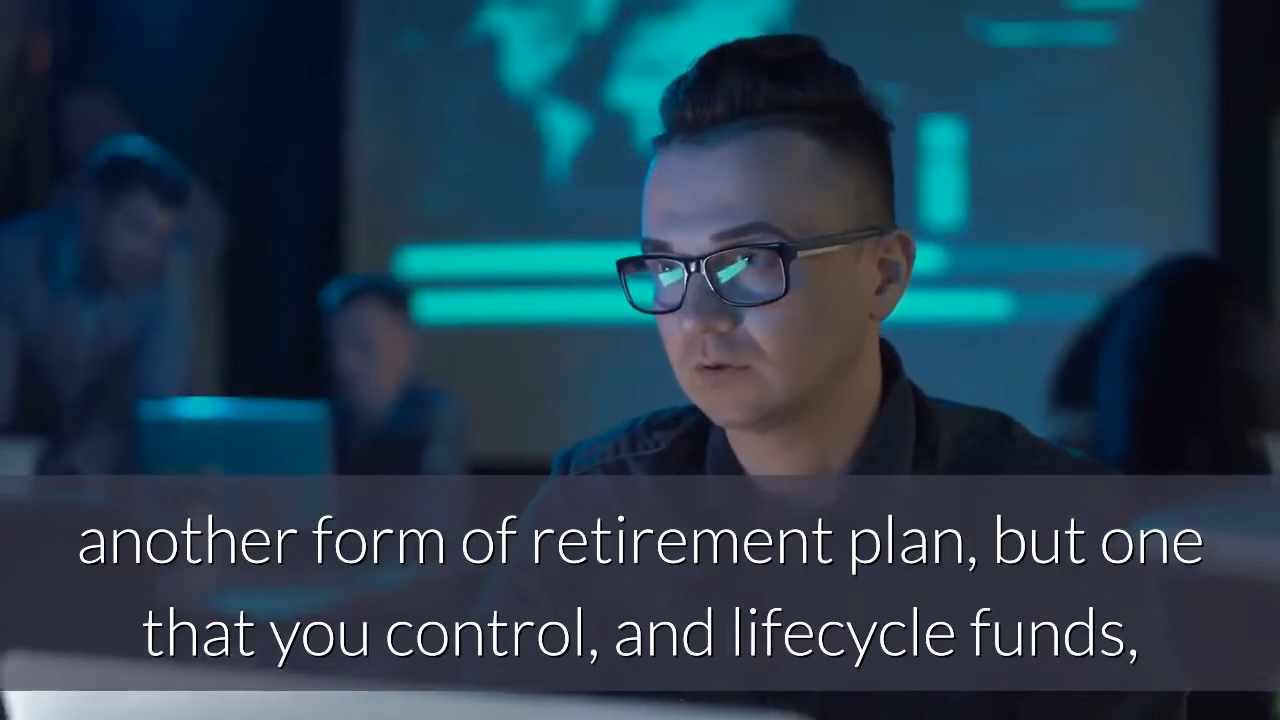 another form of retirement plan, but one
that you control, and lifecycle funds,